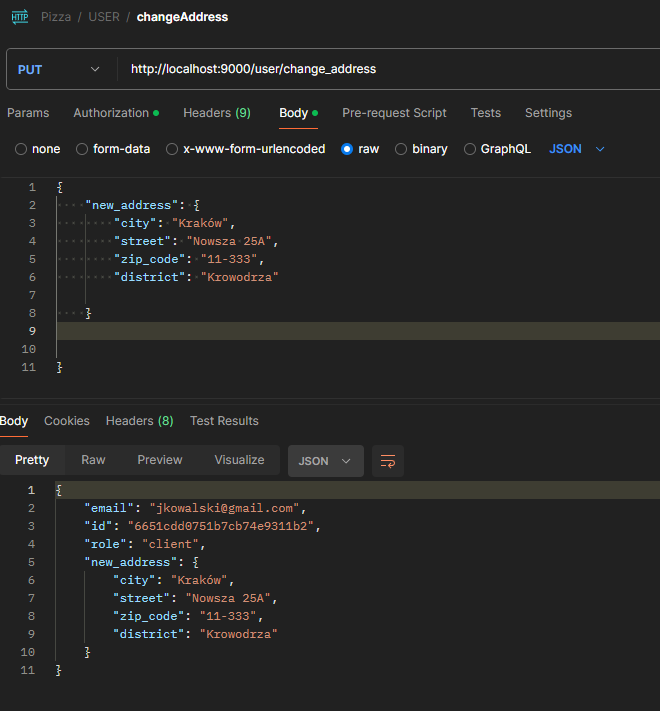 HTTP Pizza / USER / changeAddress
PUT http://localhost:9000/user/change_address
Params Authorization Headers (9) Body Pre-request Script Tests Settings
none form-data x-www-form-urlencoded raw binary GraphQL JSON
1 {
2 "new_address": {
3 "city": "Kraków",
4 "street": "Nowsza 25A",
5 "zip_code": "11-333",
6 "district": "Krowodrza"
7
8 }
9
10
11 }
Body Cookies Headers (8) Test Results
Pretty Raw Preview Visualize JSON
1 {
2 "email": "jkowalski@gmail.com",
3 "id": "6651cdd0751b7cb74e9311b2",
4 "role": "client",
5 "new_address": {
6 "city": "Kraków",
7 "street": "Nowsza 25A",
8 "zip_code": "11-333",
9 "district": "Krowodrza"
10 }
11 }